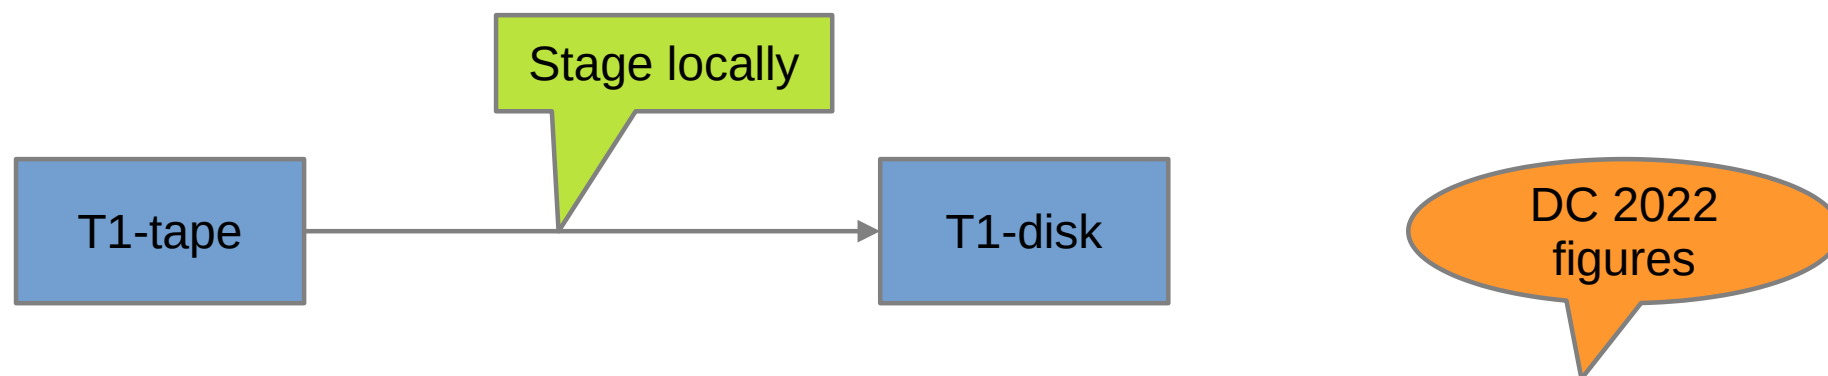 Stage locally
T1-tape
T1-disk
DC 2022
figures